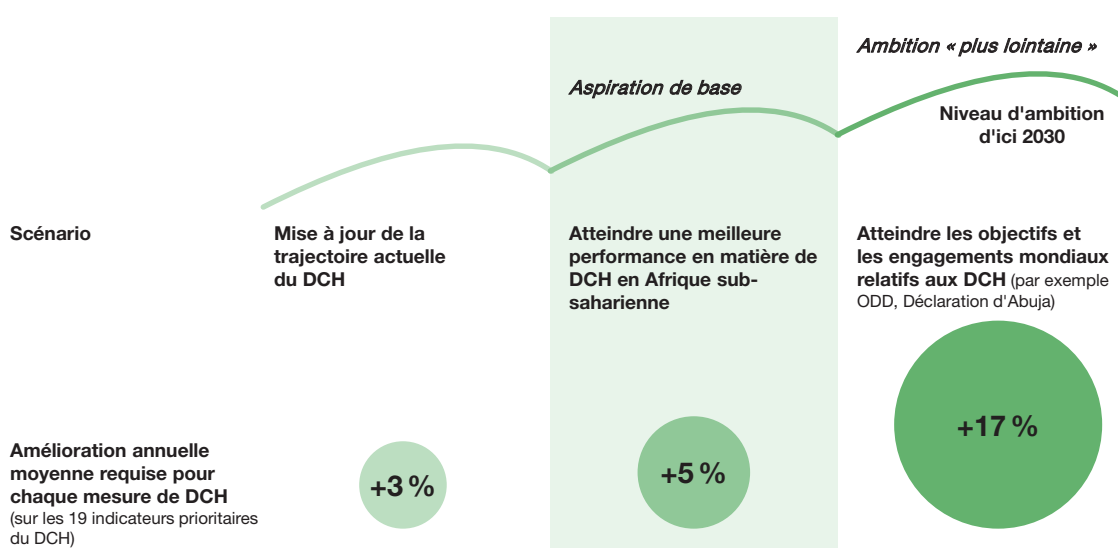 Ambition « plus lointaine »
Aspiration de base
Niveau d'ambition
d'ici 2030
Scénario
Mise à jour de la
trajectoire actuelle
du DCH
Atteindre une meilleure
performance en matière de
DCH en Afrique sub-
saharienne
Atteindre les objectifs et
les engagements mondiaux
relatifs aux DCH (par exemple
ODD, Déclaration d'Abuja)
Amélioration annuelle
moyenne requise pour
chaque mesure de DCH
(sur les 19 indicateurs prioritaires
du DCH)
+3 %
+5 %
+17 %